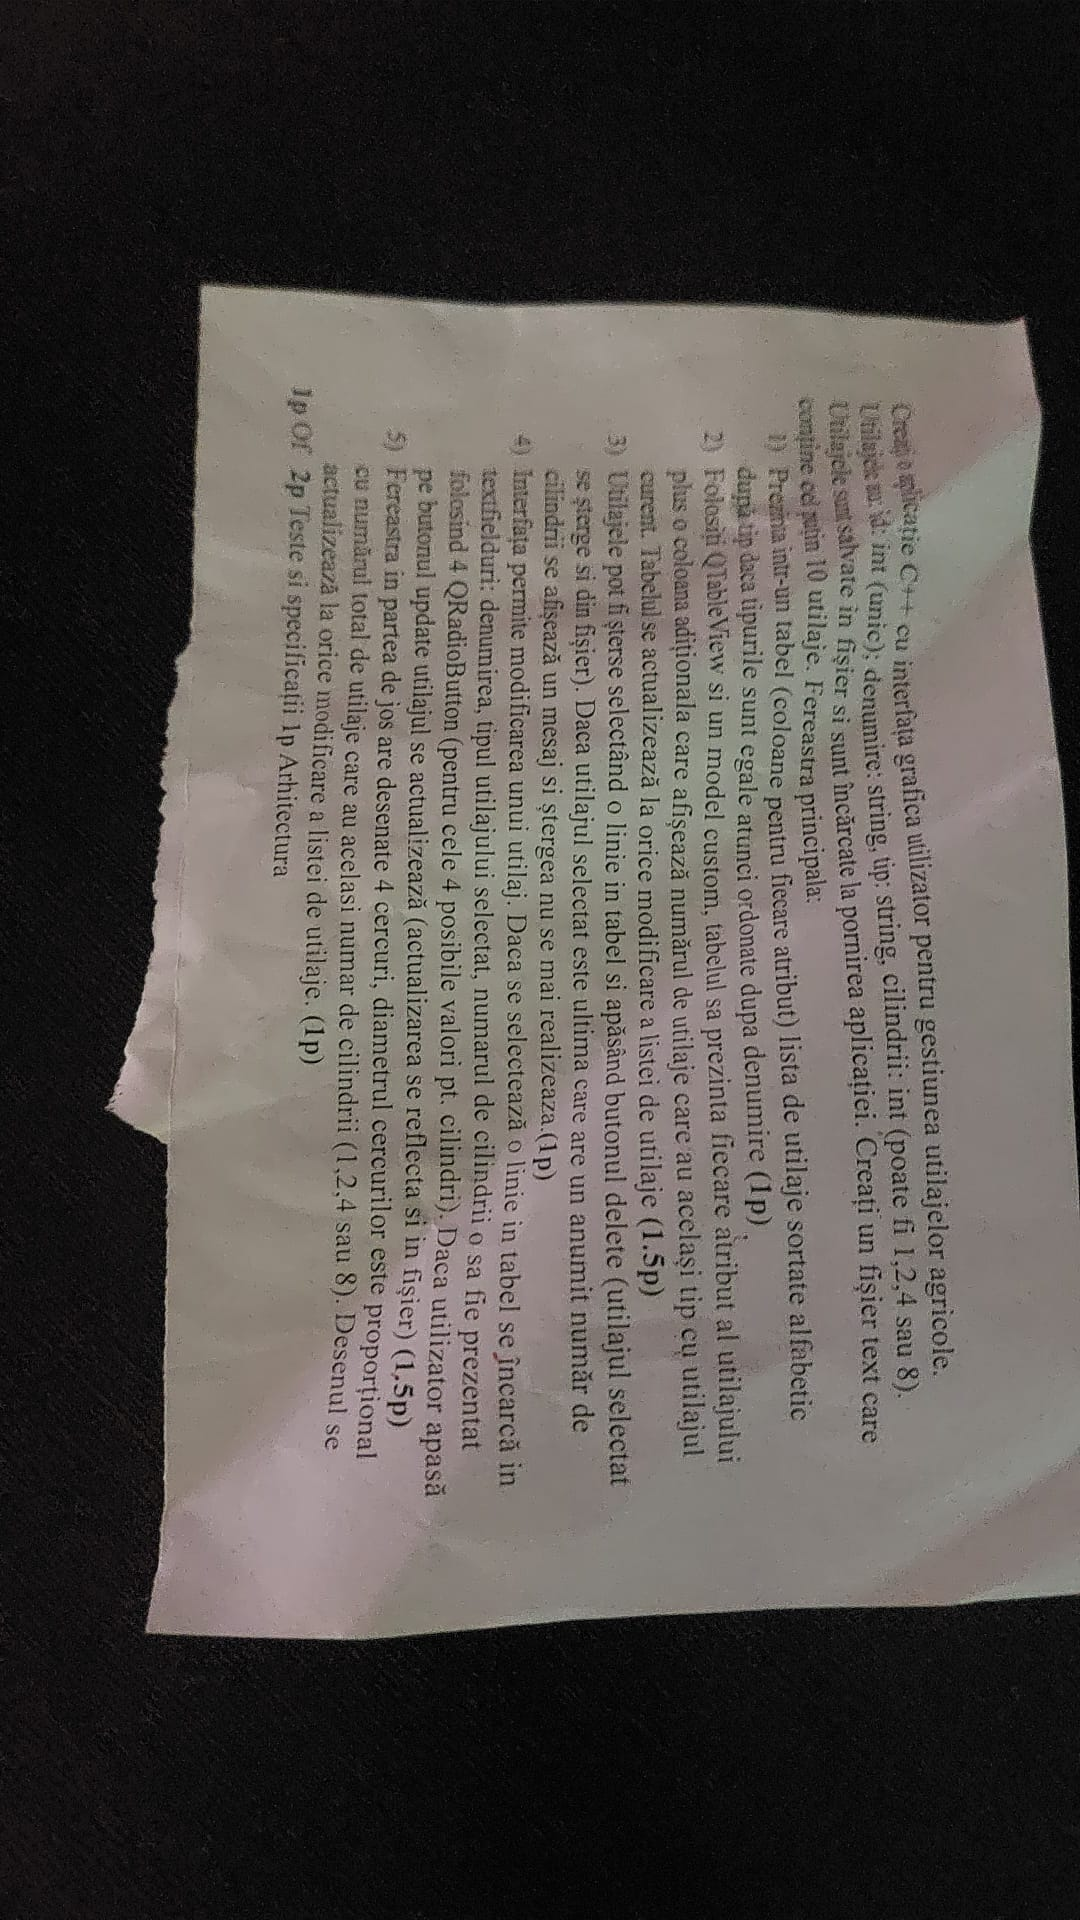 Creați o aplicatie C++ cu interfața grafica utilizator pentru gestiunea utilajelor agricole.
Utilajele au id: int (unic); denumire: string, tip: string, cilindrii: int (poate fi 1,2,4 sau 8).
Utilajele sunt salvate in fișier si sunt încărcate la pornirea aplicației. Creați un fișier text care
conține cel puțin 10 utilaje. Fereastra principala:
1) Prezinta intr-un tabel (coloane pentru fiecare atribut) lista de utilaje sortate alfabetic
după tip daca tipurile sunt egale atunci ordonate dupa denumire (1p)
2) Folosiți QTableView si un model custom, tabelul sa prezinta fiecare atribut al utilajului
plus o coloana adiționala care afișează numărul de utilaje care au același tip cu utilajul
curent. Tabelul se actualizează la orice modificare a listei de utilaje (1.5p)
3) Utilajele pot fi șterse selectând o linie in tabel si apăsând butonul delete (utilajul selectat
se șterge si din fișier). Daca utilajul selectat este ultima care are un anumit număr de
cilindrii se afișează un mesaj si ștergea nu se mai realizeaza.(1p)
4) Interfața permite modificarea unui utilaj. Daca se selectează o linie in tabel se încarcă in
textfielduri: denumirea, tipul utilajului selectat, numarul de cilindrii o sa fie prezentat
folosind 4 QRadioButton (pentru cele 4 posibile valori pt. cilindri). Daca utilizator apasă
pe butonul update utilajul se actualizează (actualizarea se reflecta si in fișier) (1,5p)
5) Fereastra in partea de jos are desenate 4 cercuri, diametrul cercurilor este proporțional
cu numărul total de utilaje care au acelasi numar de cilindrii (1,2,4 sau 8). Desenul se
actualizează la orice modificare a listei de utilaje. (1p)
1p Of 2p Teste si specificații 1p Arhitectura